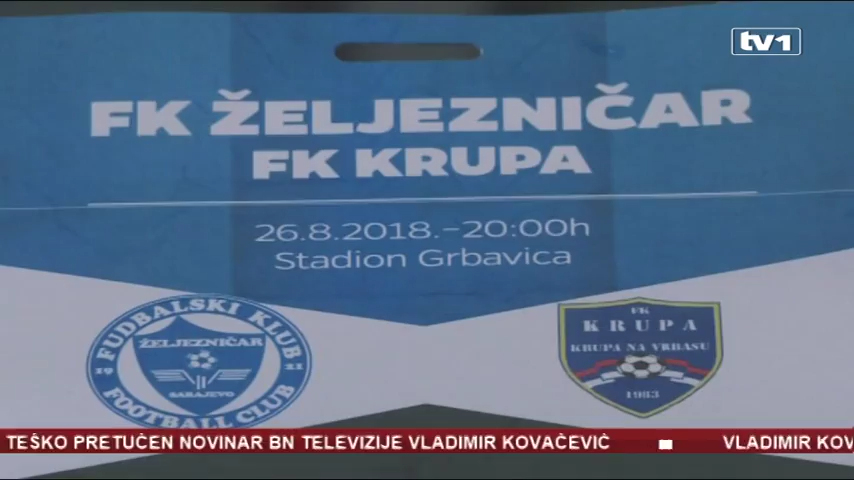 tv1
FK ŽELJEZNIČAR
FK KRUPA
26.8.2018.-20:00h
Stadion Grbavica
FUDBALSKI KLUB
ŽELJEZNIČAR
19 21
SARAJEVO
FOOTBALL CLUB
FK
KRUPA
KRUPA NA VRBASU
1983
TEŠKO PRETUČEN NOVINAR BN TELEVIZIJE VLADIMIR KOVAČEVIĆ VLADIMIR KOV